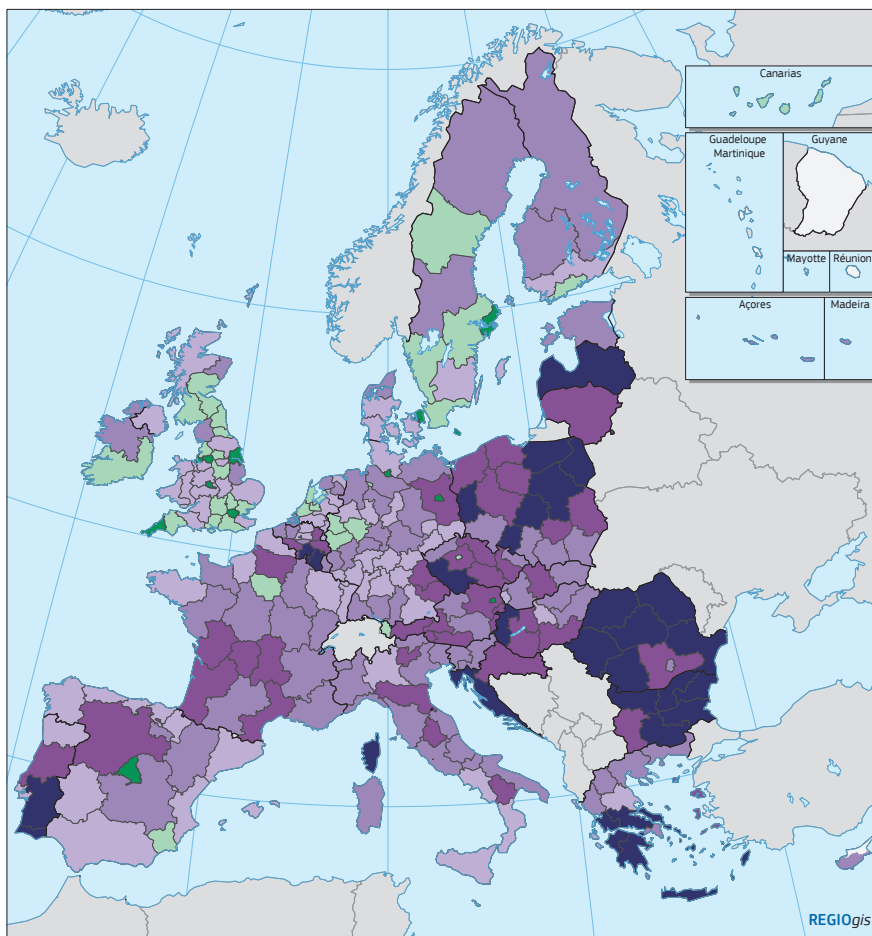 Canarias
Guadeloupe
Martinique
Guyane
Mayotte
Réunion
Açores
Madeira
REGIOgis